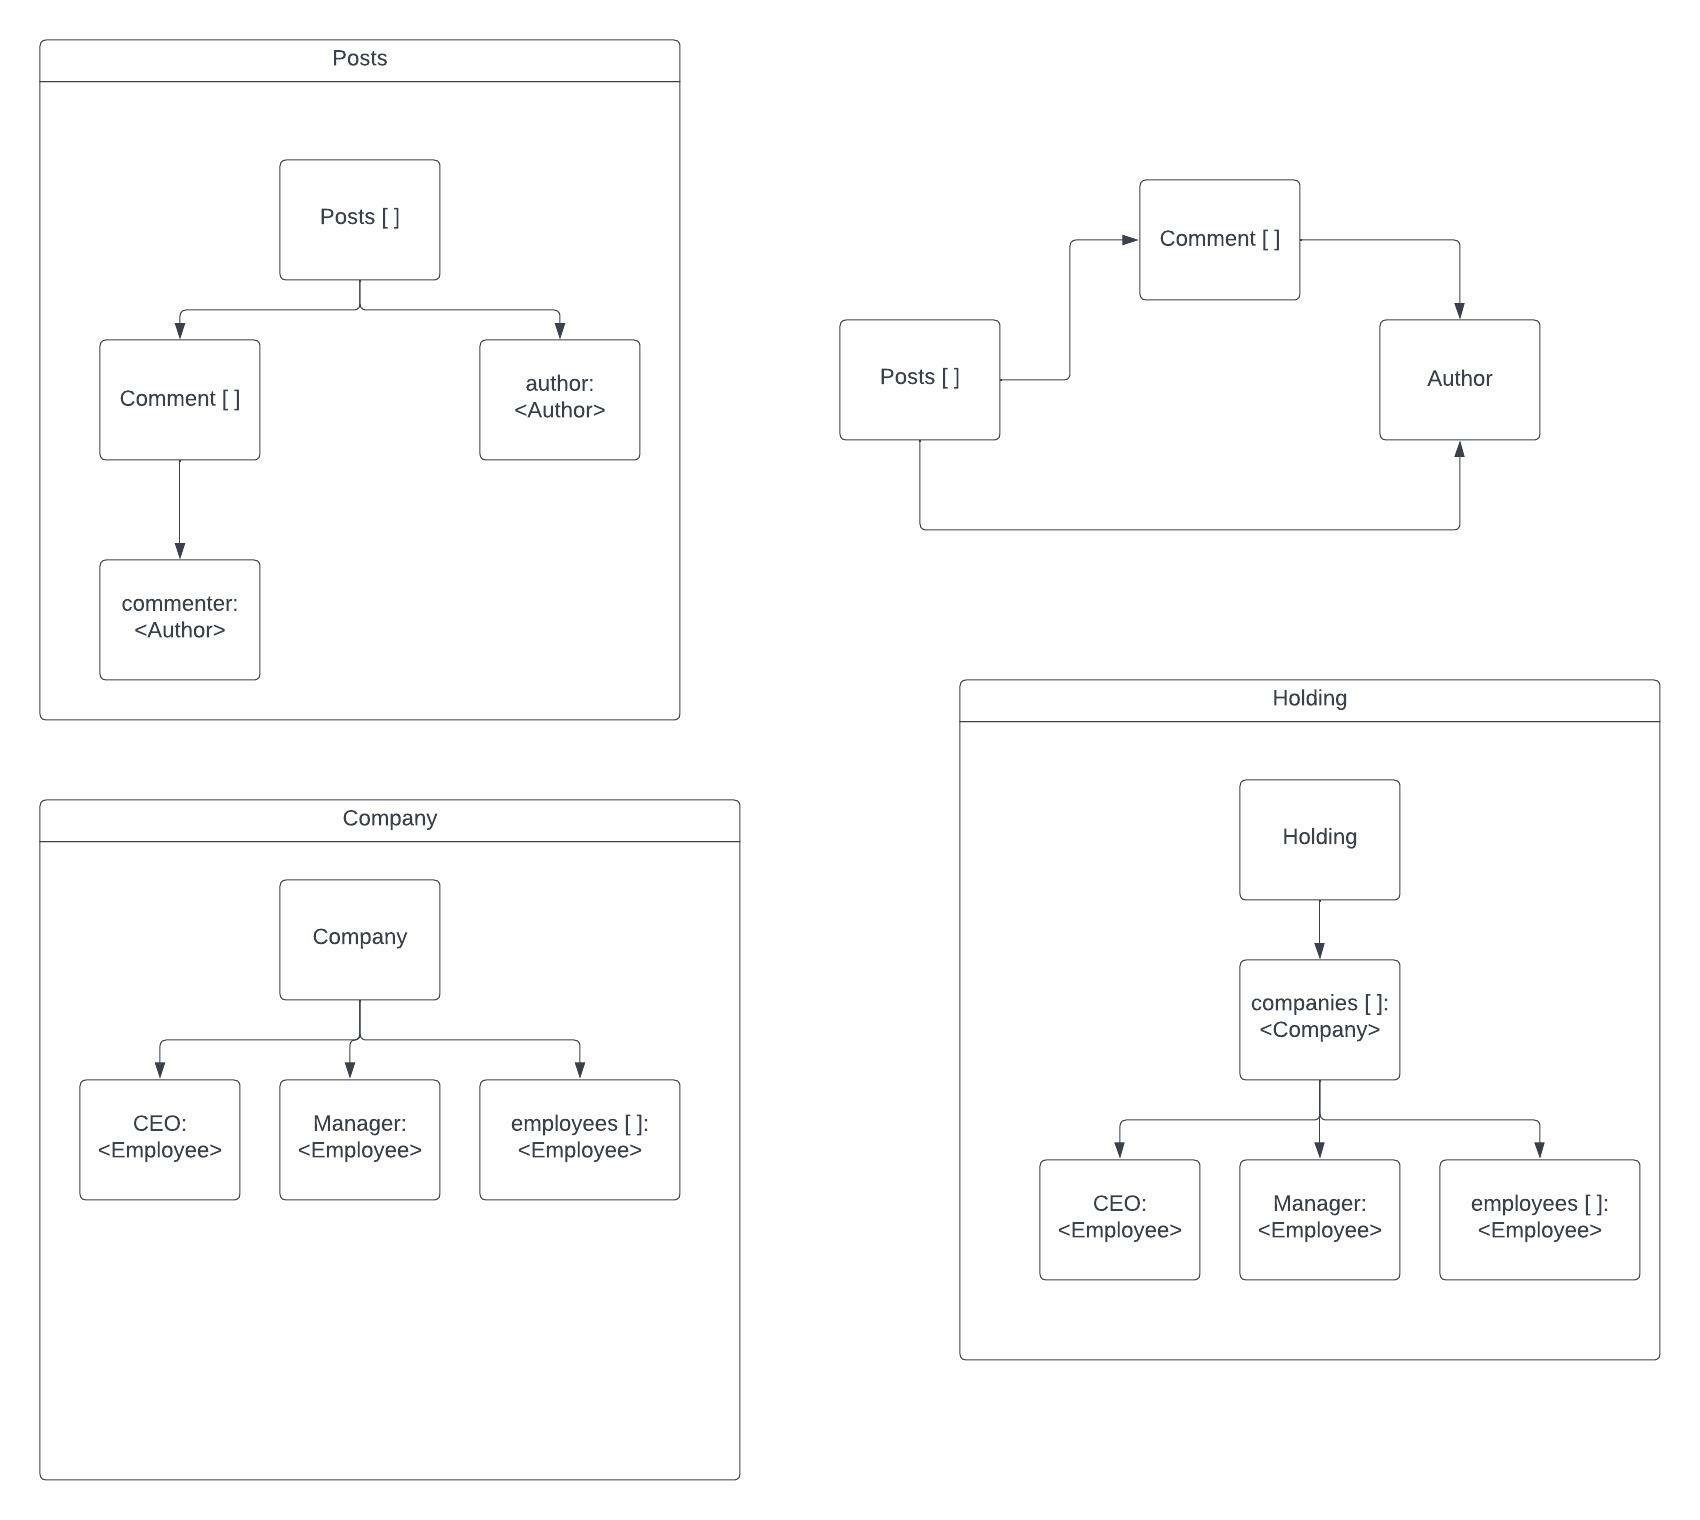 Posts
Posts [ ]
Comment [ ]
author:
<Author>
commenter:
<Author>
Comment [ ]
Posts [ ]
Author
Company
Company
CEO:
<Employee>
Manager:
<Employee>
employees [ ]:
<Employee>
Holding
Holding
companies [ ]:
<Company>
CEO:
<Employee>
Manager:
<Employee>
employees [ ]:
<Employee>